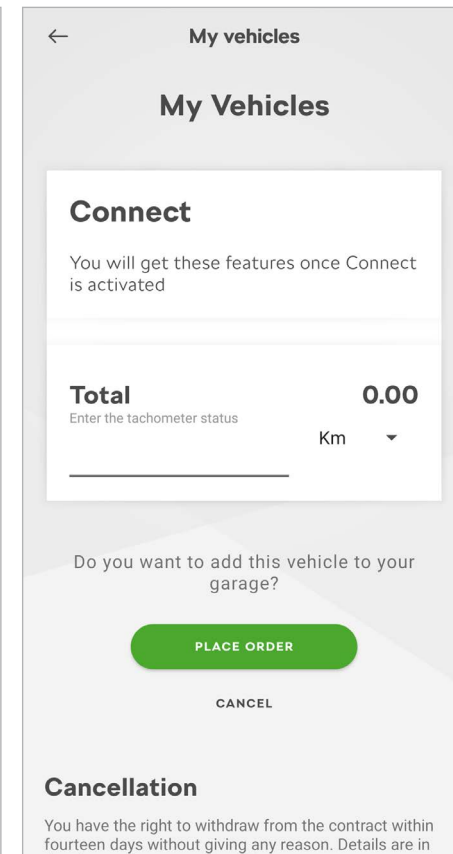 My vehicles
My Vehicles
Connect
You will get these features once Connect
is activated
Total 0.00
Enter the tachometer status
Km
Do you want to add this vehicle to your
garage?
PLACE ORDER
CANCEL
Cancellation
You have the right to withdraw from the contract within
fourteen days without giving any reason. Details are in